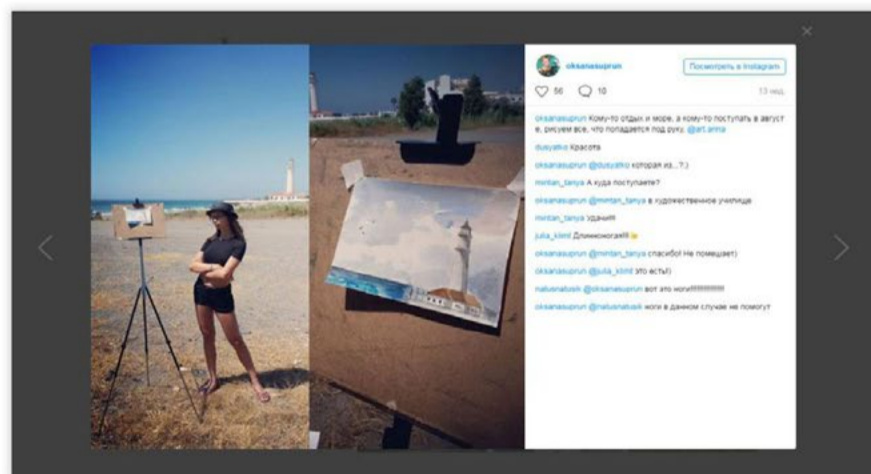 oksanasuprun
Посмотреть в Instagram
56 10
13 нед.
oksanasuprun Кому-то отдых и море, а кому-то поступать в август
е, рисуем все, что попадается под руку. @art.anna
dusyatko Красота
oksanasuprun @dusyatko которая из...?:)
mintan_tanya А куда поступаете?
oksanasuprun @mintan_tanya в художественное училище
mintan_tanya Удачи!!!
julia_klimt Длинноногая!!!
oksanasuprun @mintan_tanya спасибо! Не помешает)
oksanasuprun @julia_klimt это есть!)
natusnatusik @oksanasuprun вот это ноги!!!!!!!!!!!!!!!
oksanasuprun @natusnatusik ноги в данном случае не помогут